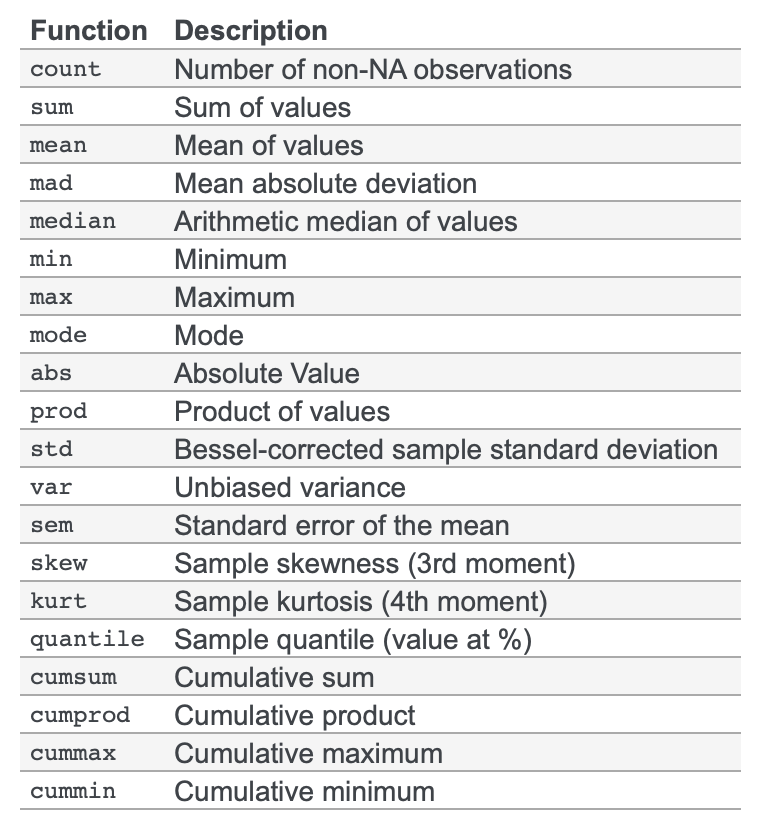 Function Description
count Number of non-NA observations
sum Sum of values
mean Mean of values
mad Mean absolute deviation
median Arithmetic median of values
min Minimum
max Maximum
mode Mode
abs Absolute Value
prod Product of values
std Bessel-corrected sample standard deviation
var Unbiased variance
sem Standard error of the mean
skew Sample skewness (3rd moment)
kurt Sample kurtosis (4th moment)
quantile Sample quantile (value at %)
cumsum Cumulative sum
cumprod Cumulative product
cummax Cumulative maximum
cummin Cumulative minimum